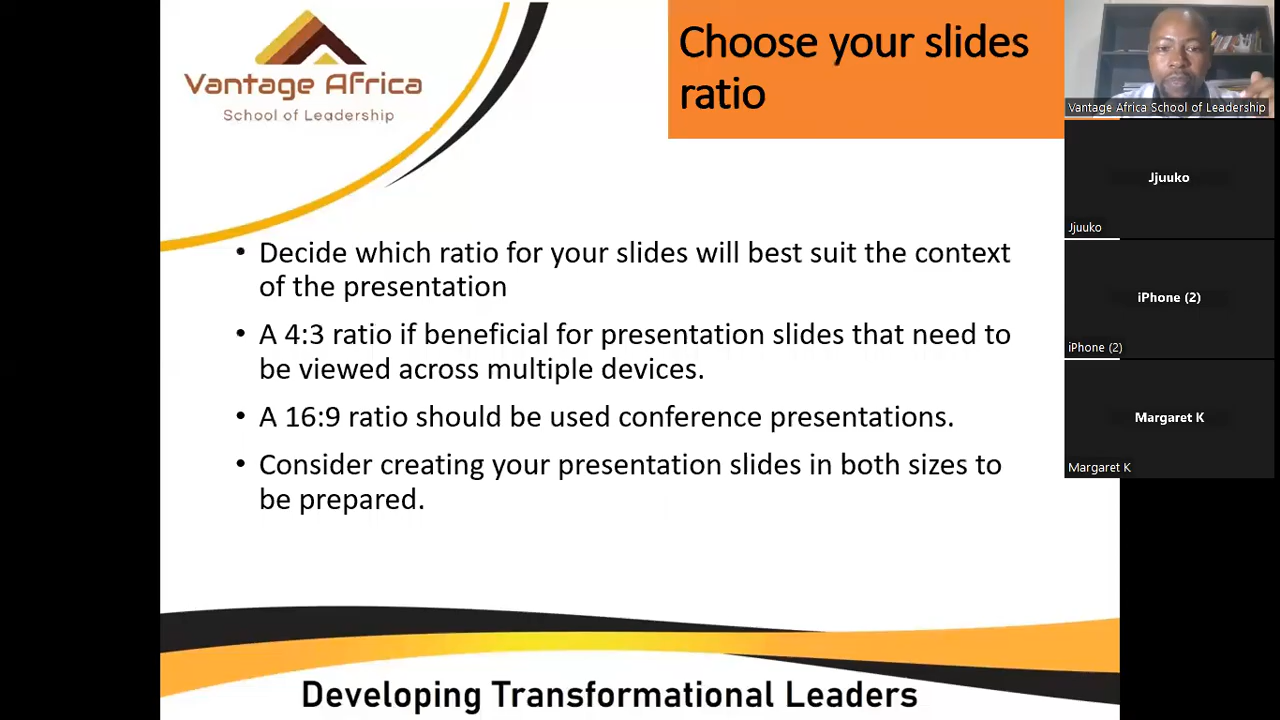 Vantage Africa
School of Leadership
Choose your slides
ratio
• Decide which ratio for your slides will best suit the context
of the presentation
• A 4:3 ratio if beneficial for presentation slides that need to
be viewed across multiple devices.
• A 16:9 ratio should be used conference presentations.
• Consider creating your presentation slides in both sizes to
be prepared.
Developing Transformational Leaders
Vantage Africa School of Leadership
Jjuuko
Jjuuko
iPhone (2)
iPhone (2)
Margaret K
Margaret K